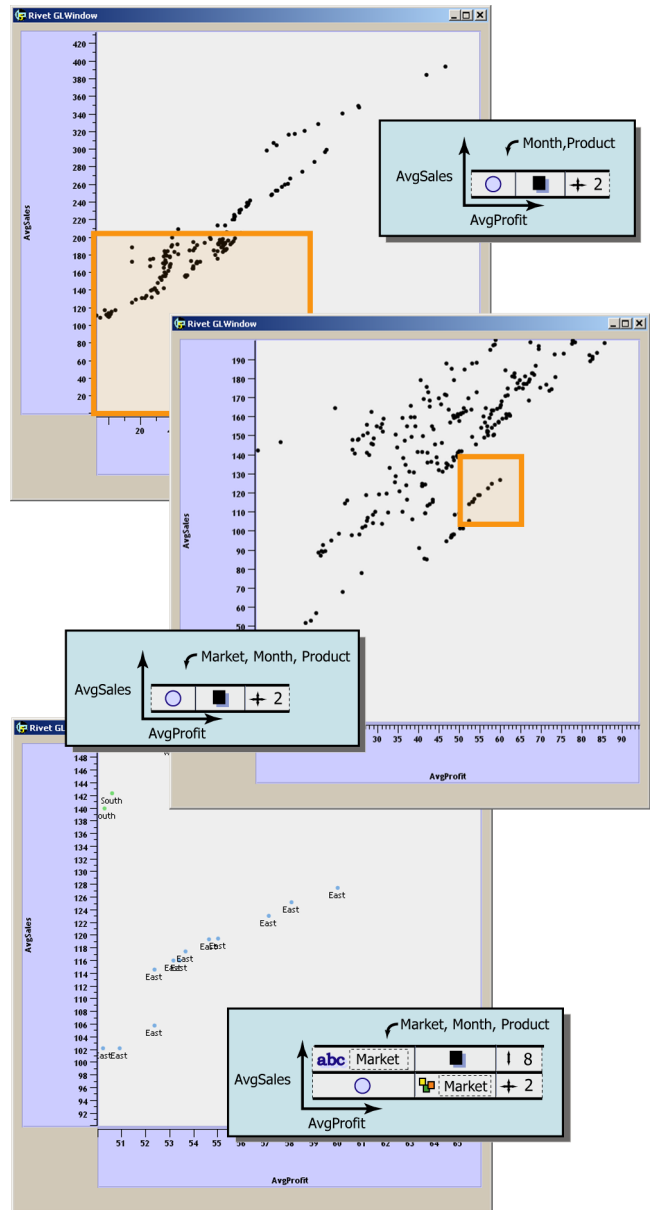 Rivet GLWindow
420
400
380
360
340
320
300
280
260
240
220
200
180
160
140
120
100
80
60
40
20
AvgSales
20
Month,Product
AvgSales
2
AvgProfit
Rivet GLWindow
190
180
170
160
150
140
130
120
110
100
90
80
70
60
50
AvgSales
30 35 40 45 50 55 60 65 70 75 80 85 90
AvgProfit
Market, Month, Product
AvgSales
2
AvgProfit
Rivet GL
148
146
144
142
140
138
136
134
132
130
128
126
124
122
120
118
116
114
112
110
108
106
104
102
100
98
96
94
92
AvgSales
South
outh
East
East
East
East
East
East
East
East
East
East
East
East
51 52 53 54 55 56 57 58 59 60 61 62 63 64 65
AvgProfit
Market, Month, Product
abc Market 8
AvgSales
Market 2
AvgProfit